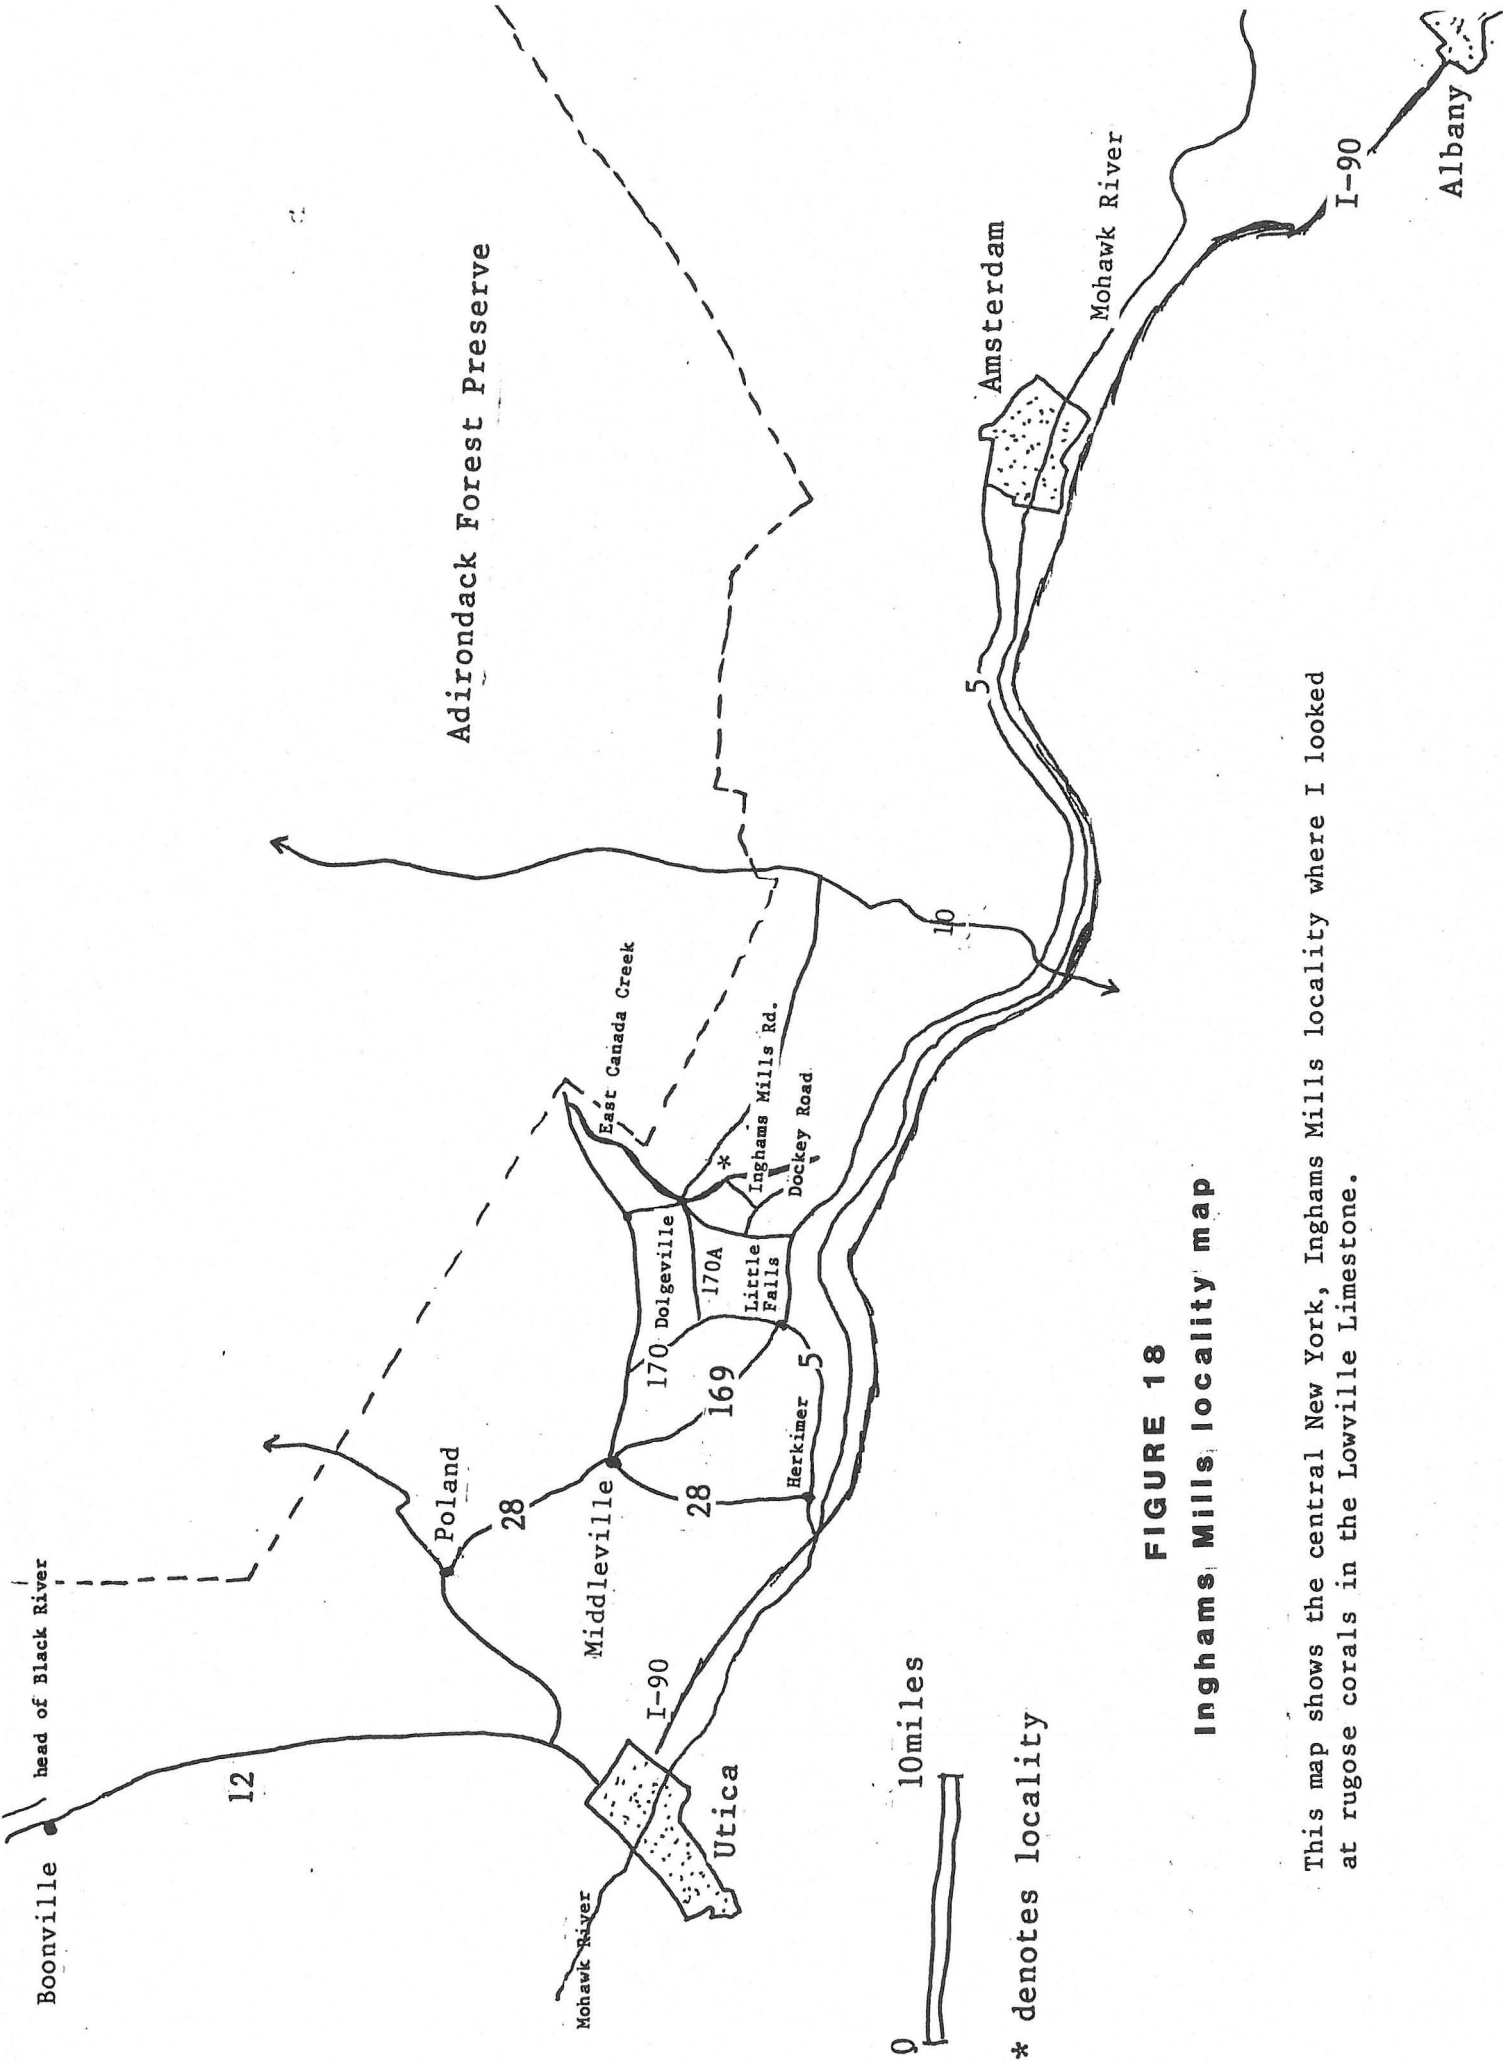 Boonville
head of Black River
12
Poland
28
Adirondack Forest Preserve
Mohawk River
Utica
I-90
Middleville
28
169
170
Dolgeville
170A
Little
Falls
Herkimer
5
East Canada Creek
*
Inghams Mills Rd.
Dockey Road
10
5
Amsterdam
Mohawk River
I-90
Albany
0
10miles
* denotes locality
FIGURE 18
Inghams Mills locality map
This map shows the central New York, Inghams Mills locality where I looked
at rugose corals in the Lowville Limestone.